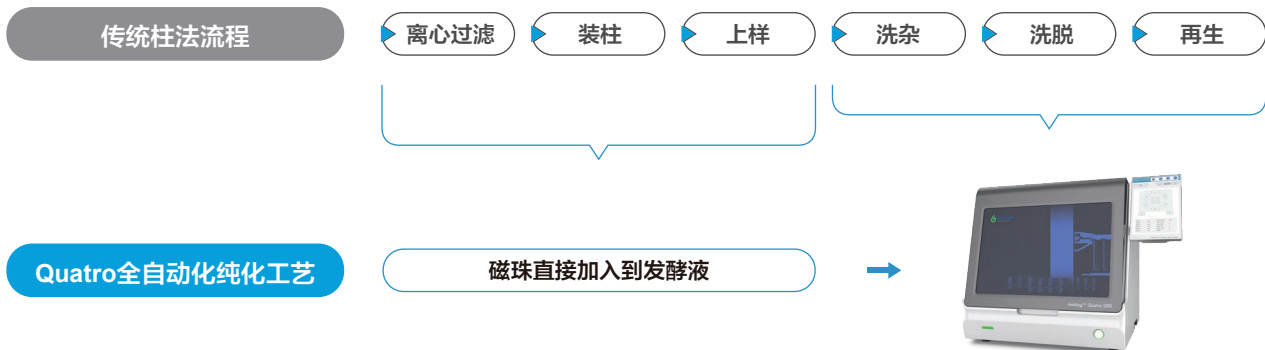 传统柱法流程
离心过滤
装柱
上样
洗杂
洗脱
再生
Quatro全自动化纯化工艺
磁珠直接加入到发酵液